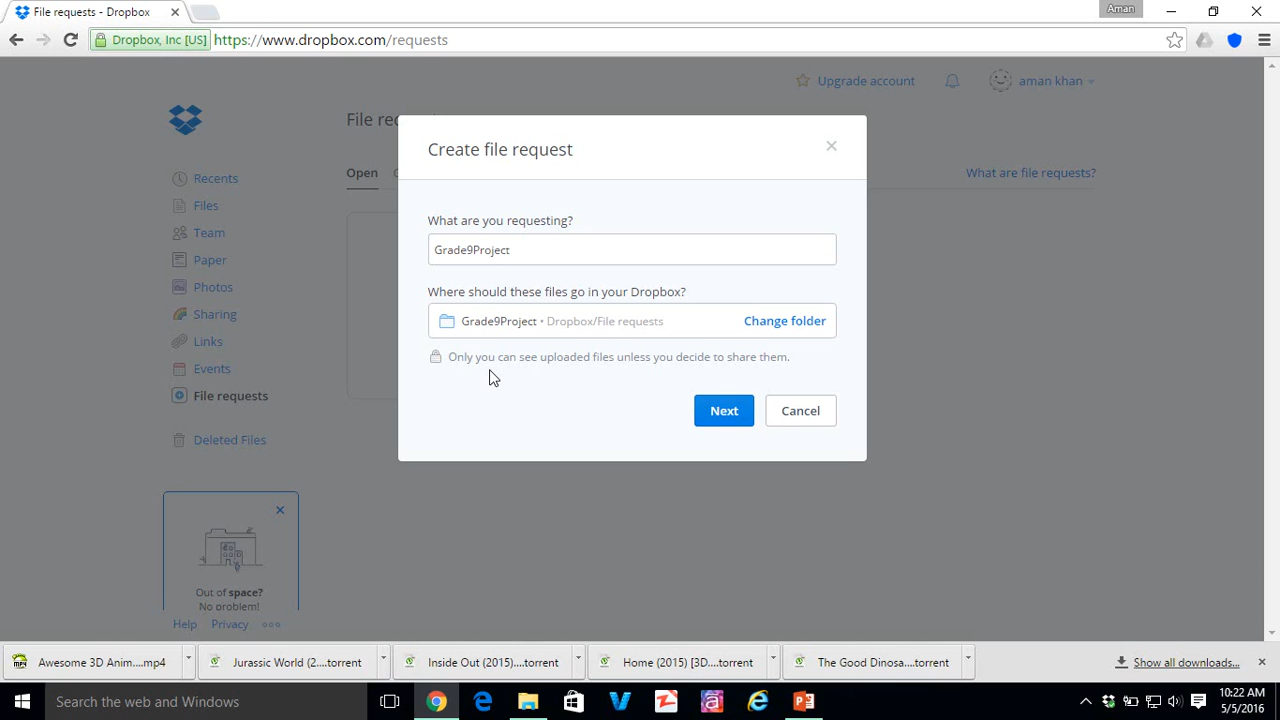 File requests - Dropbox
Aman
Dropbox, Inc [US]
https://www.dropbox.com/requests
Upgrade account
aman khan
File
Open
What are file requests?
Recents
Files
Team
Paper
Photos
Sharing
Links
Events
File requests
Deleted Files
Out of space?
No problem!
Help
Privacy
Create file request
What are you requesting?
Grade9Project
Where should these files go in your Dropbox?
Grade9Project • Dropbox/File requests
Change folder
Only you can see uploaded files unless you decide to share them.
Next
Cancel
Awesome 3D Anim....mp4
Jurassic World (2....torrent
Inside Out (2015)....torrent
Home (2015) [3D....torrent
The Good Dinosa....torrent
Show all downloads...
Search the web and Windows
10:22 AM
5/5/2016